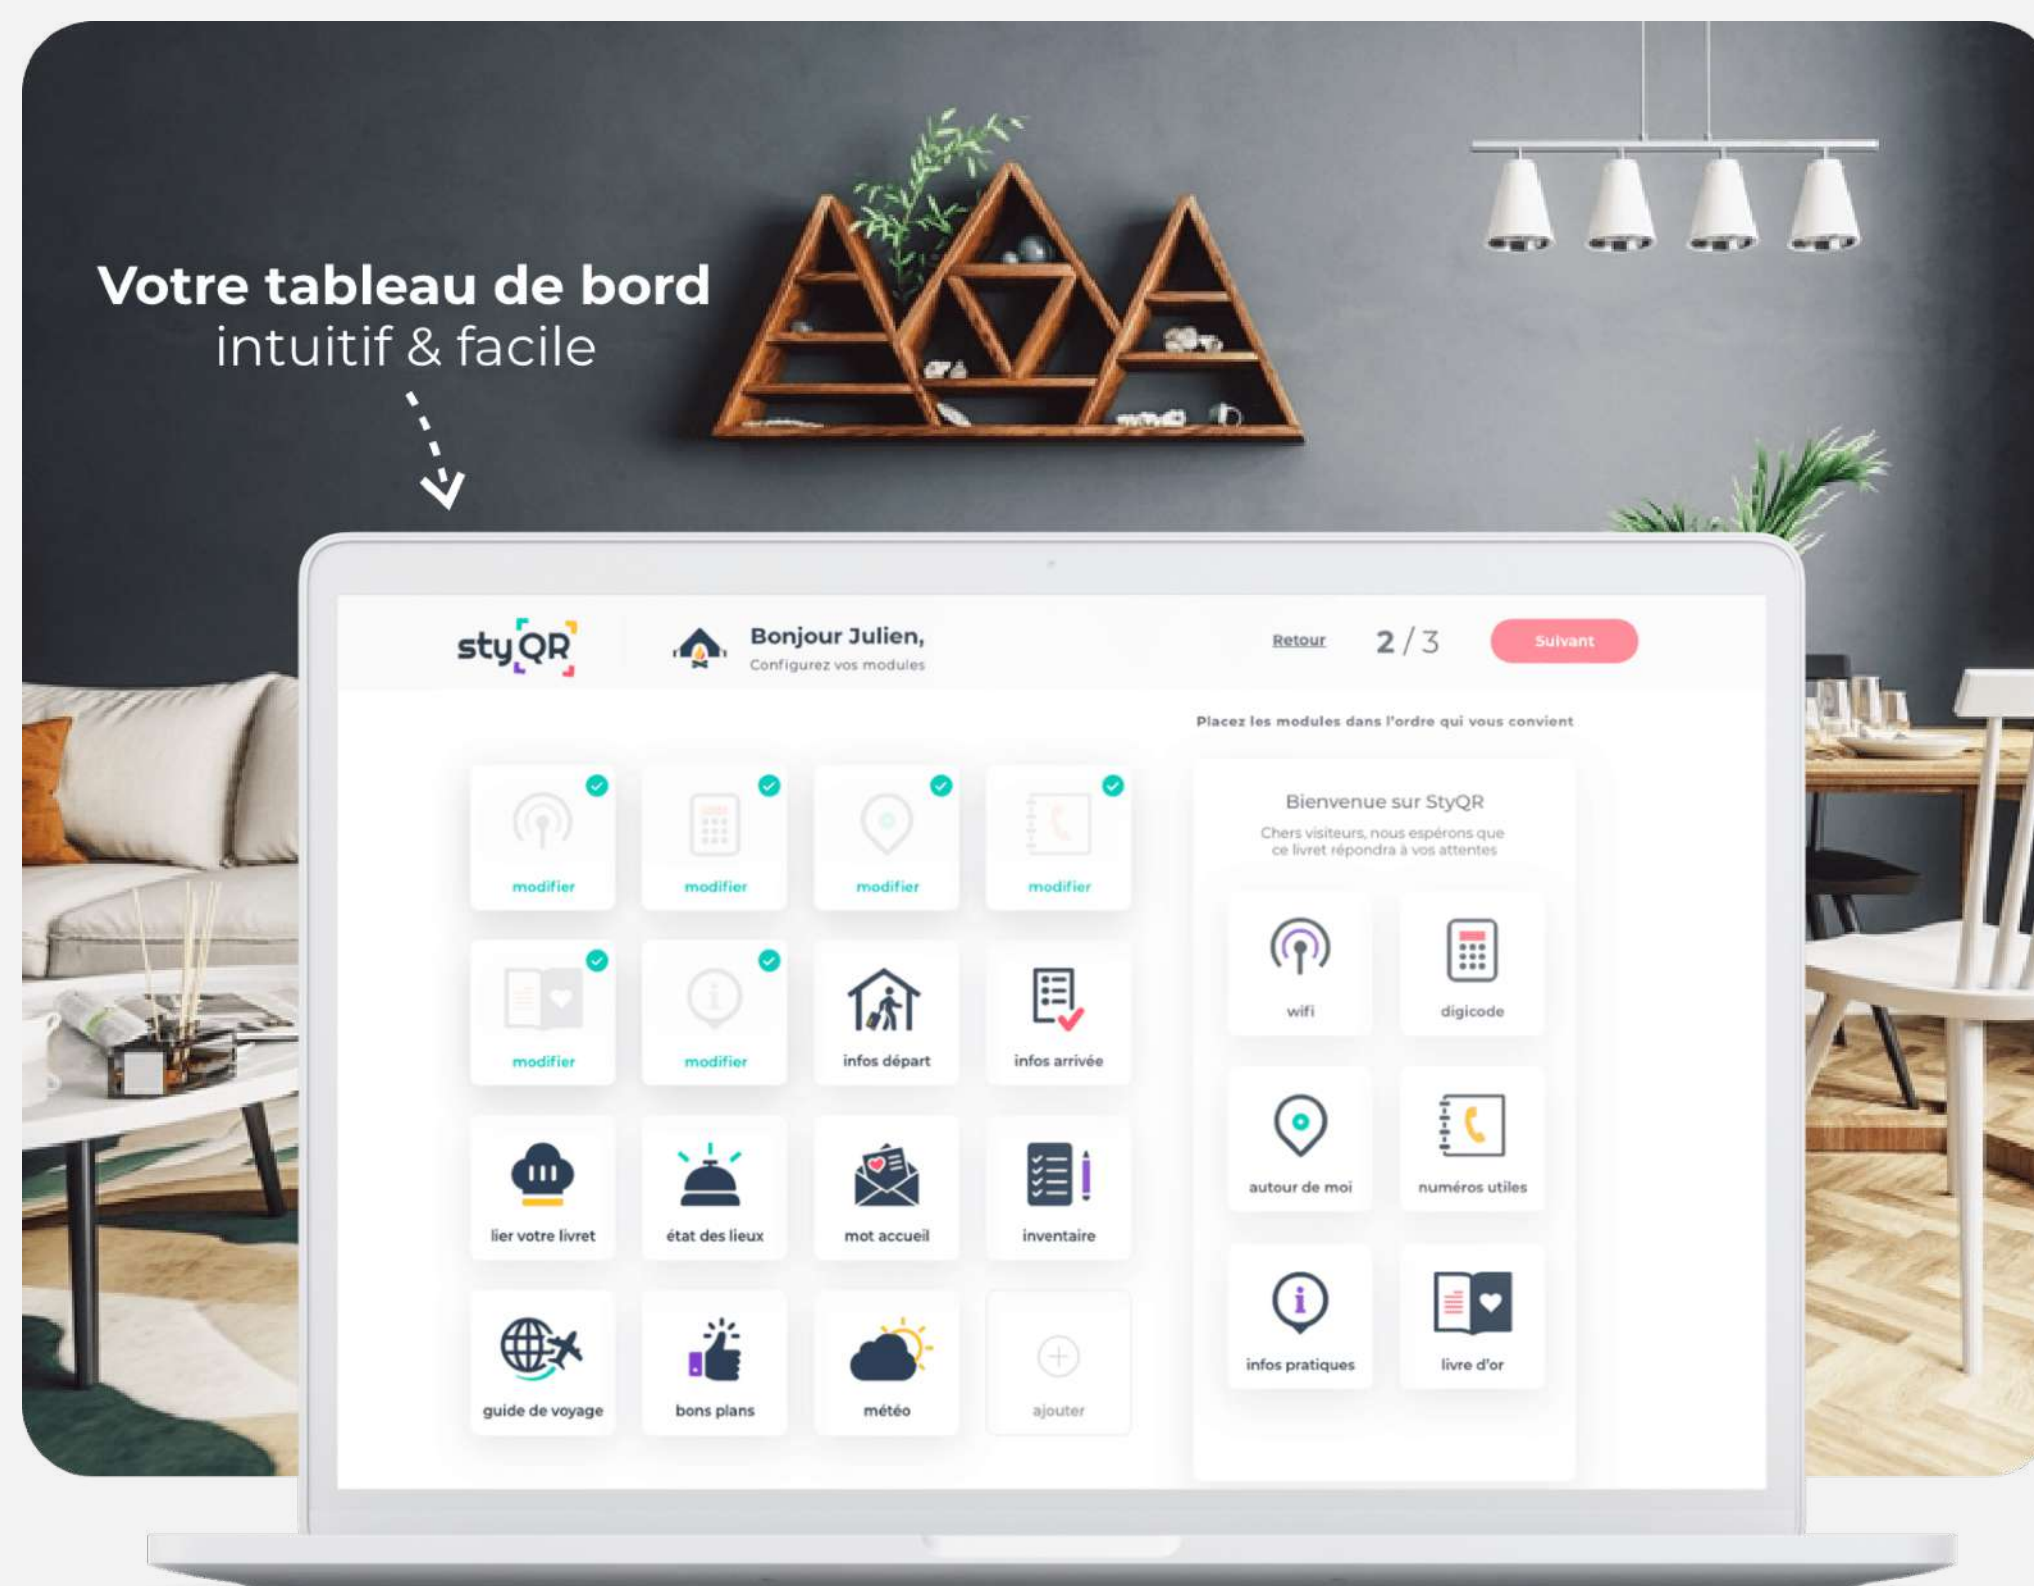 Votre tableau de bord
intuitif & facile
styQR
Bonjour Julien,
Configurez vos modules
Retour
2 / 3
Suivant
Placez les modules dans l'ordre qui vous convient
modifier
modifier
modifier
modifier
modifier
modifier
infos départ
infos arrivée
lier votre livret
état des lieux
mot accueil
inventaire
guide de voyage
bons plans
météo
ajouter
Bienvenue sur StyQR
Chers visiteurs, nous espérons que
ce livret répondra à vos attentes
wifi
digicode
autour de moi
numéros utiles
infos pratiques
livre d'or